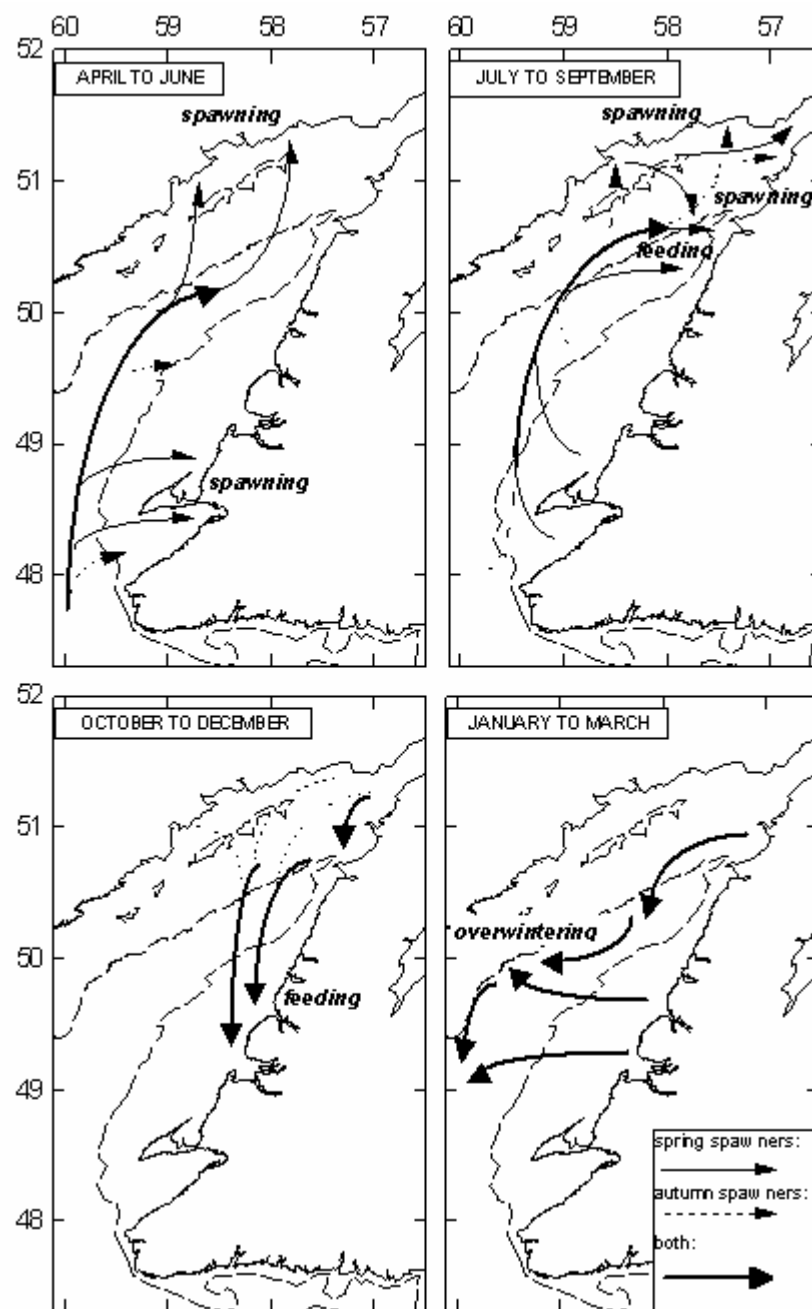 60 59 58 57
60 59 58 57
52
APRIL TO JUNE
JULY TO SEPTEMBER
spawning
spawning
51
spawning
feeding
50
49
spawning
48
52
OCTOBER TO DECEMBER
JANUARY TO MARCH
51
50
overwintering
feeding
49
spring spaw ners:
autumn spaw ners:
48
both: